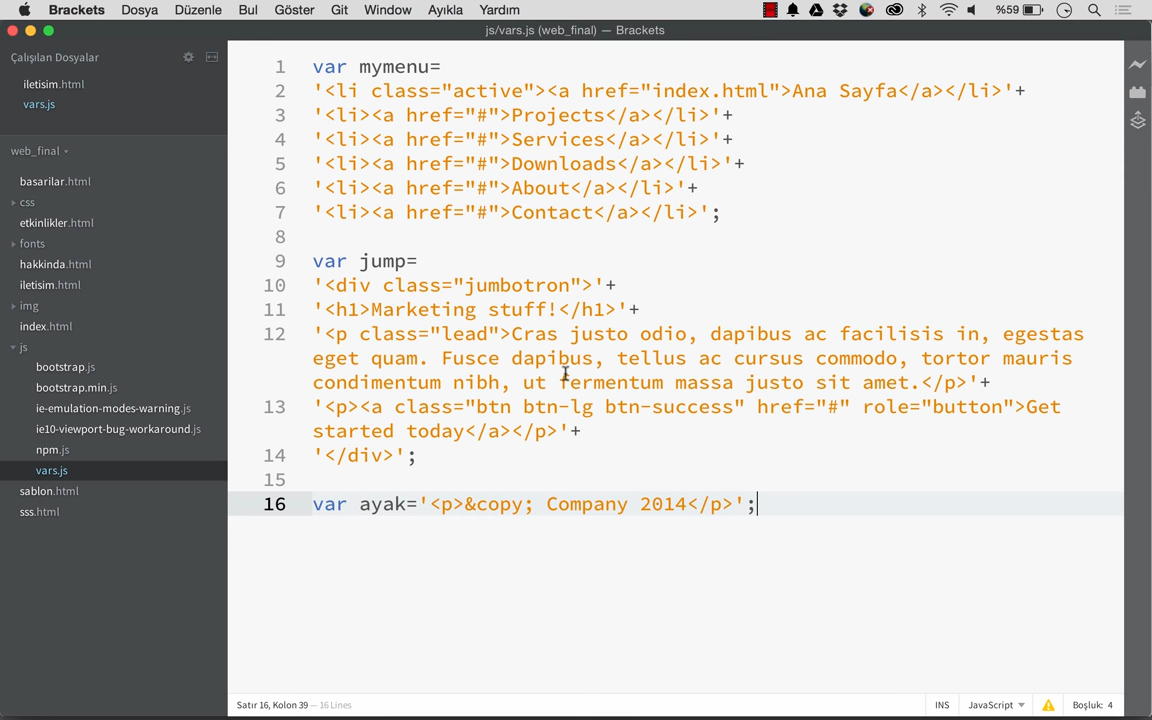 Brackets Dosya Düzenle Bul Göster Git Window Ayıkla Yardım %59
js/vars.js (web_final) — Brackets
Çalışılan Dosyalar
iletisim.html
vars.js
web_final
basarilar.html
css
etkinlikler.html
fonts
hakkinda.html
iletisim.html
img
index.html
js
bootstrap.js
bootstrap.min.js
ie-emulation-modes-warning.js
ie10-viewport-bug-workaround.js
npm.js
vars.js
sablon.html
sss.html
1 var mymenu=
2 '<li class="active"><a href="index.html">Ana Sayfa</a></li>'+
3 '<li><a href="#">Projects</a></li>'+
4 '<li><a href="#">Services</a></li>'+
5 '<li><a href="#">Downloads</a></li>'+
6 '<li><a href="#">About</a></li>'+
7 '<li><a href="#">Contact</a></li>';
8
9 var jump=
10 '<div class="jumbotron">'+
11 '<h1>Marketing stuff!</h1>'+
12 '<p class="lead">Cras justo odio, dapibus ac facilisis in, egestas
eget quam. Fusce dapibus, tellus ac cursus commodo, tortor mauris
condimentum nibh, ut fermentum massa justo sit amet.</p>'+
13 '<p><a class="btn btn-lg btn-success" href="#" role="button">Get
started today</a></p>'+
14 '</div>';
15
16 var ayak='<p>&copy; Company 2014</p>';
Satır 16, Kolon 39 — 16 Lines
INS JavaScript Boşluk: 4